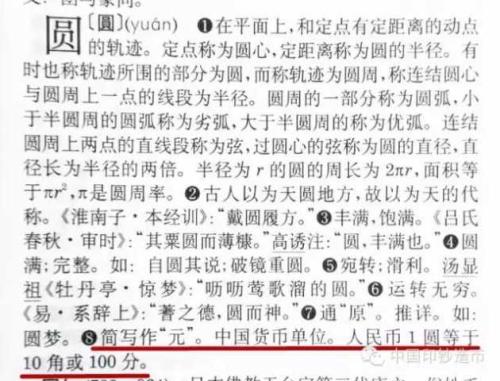 圆〔圓〕(yuán) ❶在平面上,和定点有定距离的动点
的轨迹。定点称为圆心,定距离称为圆的半径。有
时也称轨迹所围的部分为圆,而称轨迹为圆周,称连结圆心
与圆周上一点的线段为半径。圆周的一部分称为圆弧,小
于半圆周的圆弧称为劣弧,大于半圆周的称为优弧。连结
圆周上两点的直线段称为弦,过圆心的弦称为圆的直径,直
径长为半径的两倍。半径为 r 的圆的周长为 2πr,面积等
于πr²,π是圆周率。❷古人以为天圆地方,故以为天的代
称。《淮南子·本经训》:“戴圆履方。”❸丰满,饱满。《吕氏
春秋·审时》:“其粟圆而薄糠。”高诱注:“圆,丰满也。”❹圆
满;完整。如:自圆其说;破镜重圆。❺宛转;滑利。汤显
祖《牡丹亭·惊梦》:“呖呖莺歌溜的圆。”❻运转无穷。
《易·系辞上》:“蓍之德,圆而神。”❼通“原”。推详。如:
圆梦。❽简写作“元”。中国货币单位。人民币 1 圆等于
10 角或 100 分。
中国印钞造币